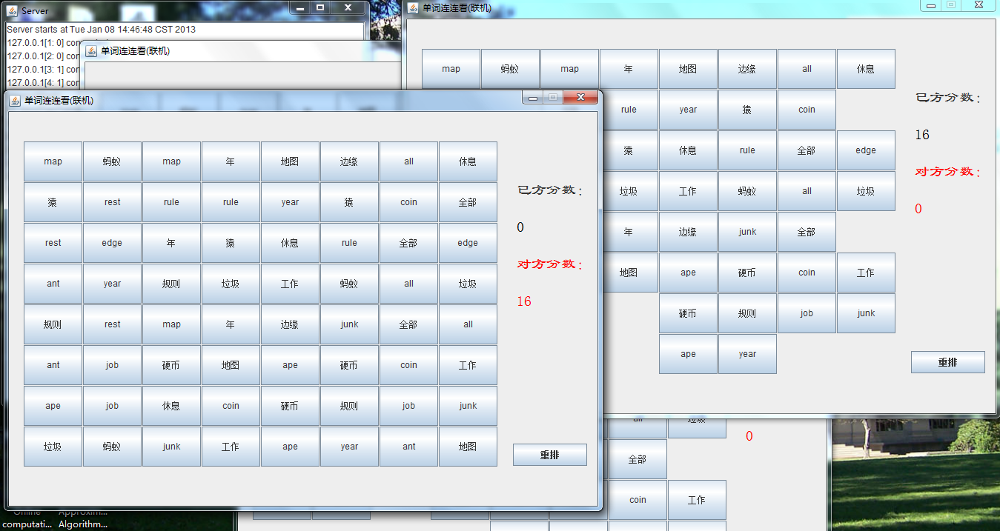 Server
Server starts at Tue Jan 08 14:46:48 CST 2013
127.0.0.1[1: 0]
127.0.0.1[2: 0]
127.0.0.1[3: 1]
127.0.0.1[4: 1]
单词连连看(联机)
单词连连看(联机)
map 蚂蚁 map 年 地图 边缘 all 休息
rule year 猿 coin
猿 休息 rule 全部 edge
垃圾 工作 蚂蚁 all 垃圾
年 边缘 junk 全部
地图 ape 硬币 coin 工作
硬币 规则 job junk
ape year
已方分数：
16
对方分数：
0
重排
单词连连看(联机)
map 蚂蚁 map 年 地图 边缘 all 休息
猿 rest rule rule year 猿 coin 全部
rest edge 年 猿 休息 rule 全部 edge
ant year 规则 垃圾 工作 蚂蚁 all 垃圾
规则 rest map 年 边缘 junk 全部 all
ant job 硬币 地图 ape 硬币 coin 工作
ape job 休息 coin 硬币 规则 job junk
垃圾 蚂蚁 junk 工作 ape year ant 地图
已方分数：
0
对方分数：
16
重排
0
全部
coin 工作
Online Approxim...
computati... Algorithm...